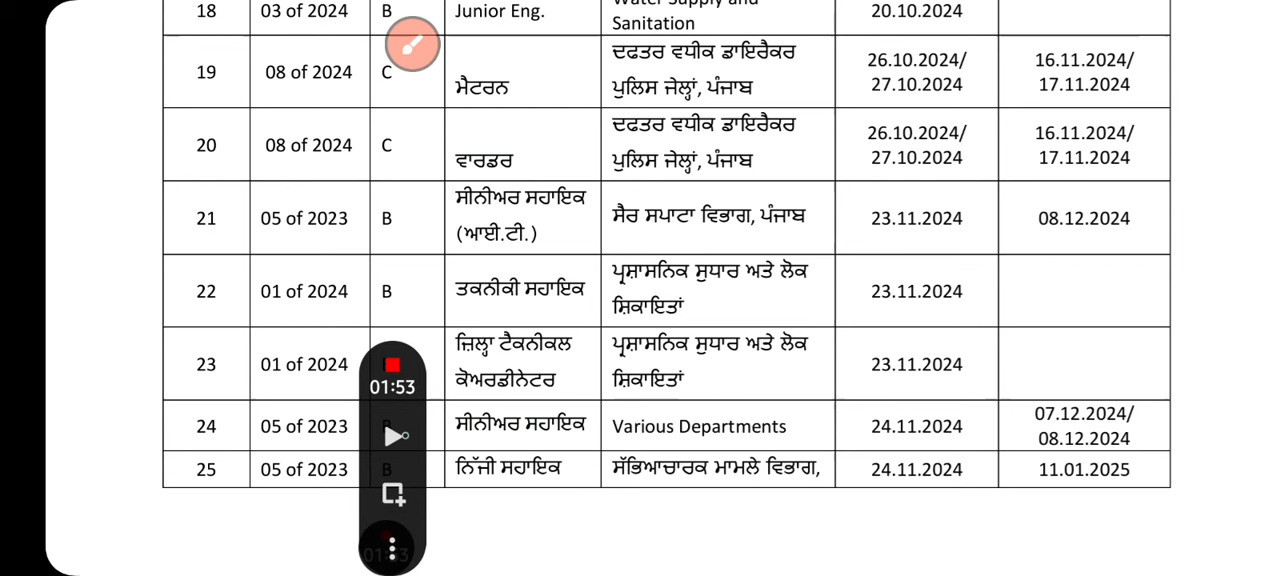 18 03 of 2024 B Junior Eng. Water Supply and Sanitation 20.10.2024
19 08 of 2024 C ਮੈਟਰਨ ਦਫਤਰ ਵਧੀਕ ਡਾਇਰੈਕਰ ਪੁਲਿਸ ਜੇਲ੍ਹਾਂ, ਪੰਜਾਬ 26.10.2024/ 27.10.2024 16.11.2024/ 17.11.2024
20 08 of 2024 C ਵਾਰਡਰ ਦਫਤਰ ਵਧੀਕ ਡਾਇਰੈਕਰ ਪੁਲਿਸ ਜੇਲ੍ਹਾਂ, ਪੰਜਾਬ 26.10.2024/ 27.10.2024 16.11.2024/ 17.11.2024
21 05 of 2023 B ਸੀਨੀਅਰ ਸਹਾਇਕ (ਆਈ.ਟੀ.) ਸੈਰ ਸਪਾਟਾ ਵਿਭਾਗ, ਪੰਜਾਬ 23.11.2024 08.12.2024
22 01 of 2024 B ਤਕਨੀਕੀ ਸਹਾਇਕ ਪ੍ਰਸ਼ਾਸਨਿਕ ਸੁਧਾਰ ਅਤੇ ਲੋਕ ਸ਼ਿਕਾਇਤਾਂ 23.11.2024
23 01 of 2024 ਜ਼ਿਲ੍ਹਾ ਟੈਕਨੀਕਲ ਕੋਅਰਡੀਨੇਟਰ ਪ੍ਰਸ਼ਾਸਨਿਕ ਸੁਧਾਰ ਅਤੇ ਲੋਕ ਸ਼ਿਕਾਇਤਾਂ 23.11.2024
01:53
24 05 of 2023 ਸੀਨੀਅਰ ਸਹਾਇਕ Various Departments 24.11.2024 07.12.2024/ 08.12.2024
25 05 of 2023 B ਨਿੱਜੀ ਸਹਾਇਕ ਸੱਭਿਆਚਾਰਕ ਮਾਮਲੇ ਵਿਭਾਗ, 24.11.2024 11.01.2025